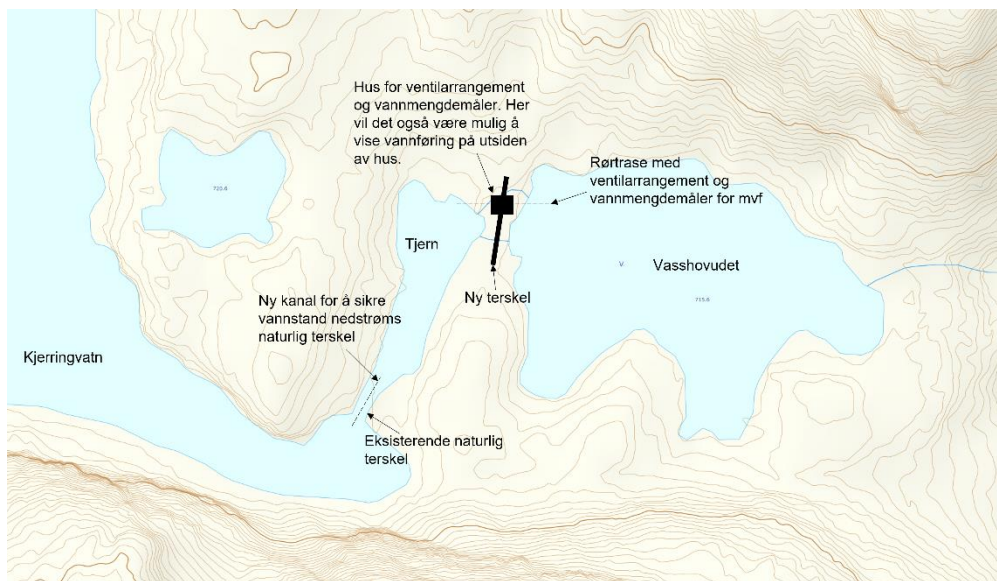 Hus for ventilarrangement
og vannmengdemåler. Her
vil det også være mulig å
vise vannføring på utsiden
av hus.
Rørtrase med
ventilarrangement og
vannmengdemåler for mvf
Tjern
Vasshovudet
Ny terskel
Ny kanal for å sikre
vannstand nedstrøms
naturlig terskel
Kjerringvatn
Eksisterende naturlig
terskel